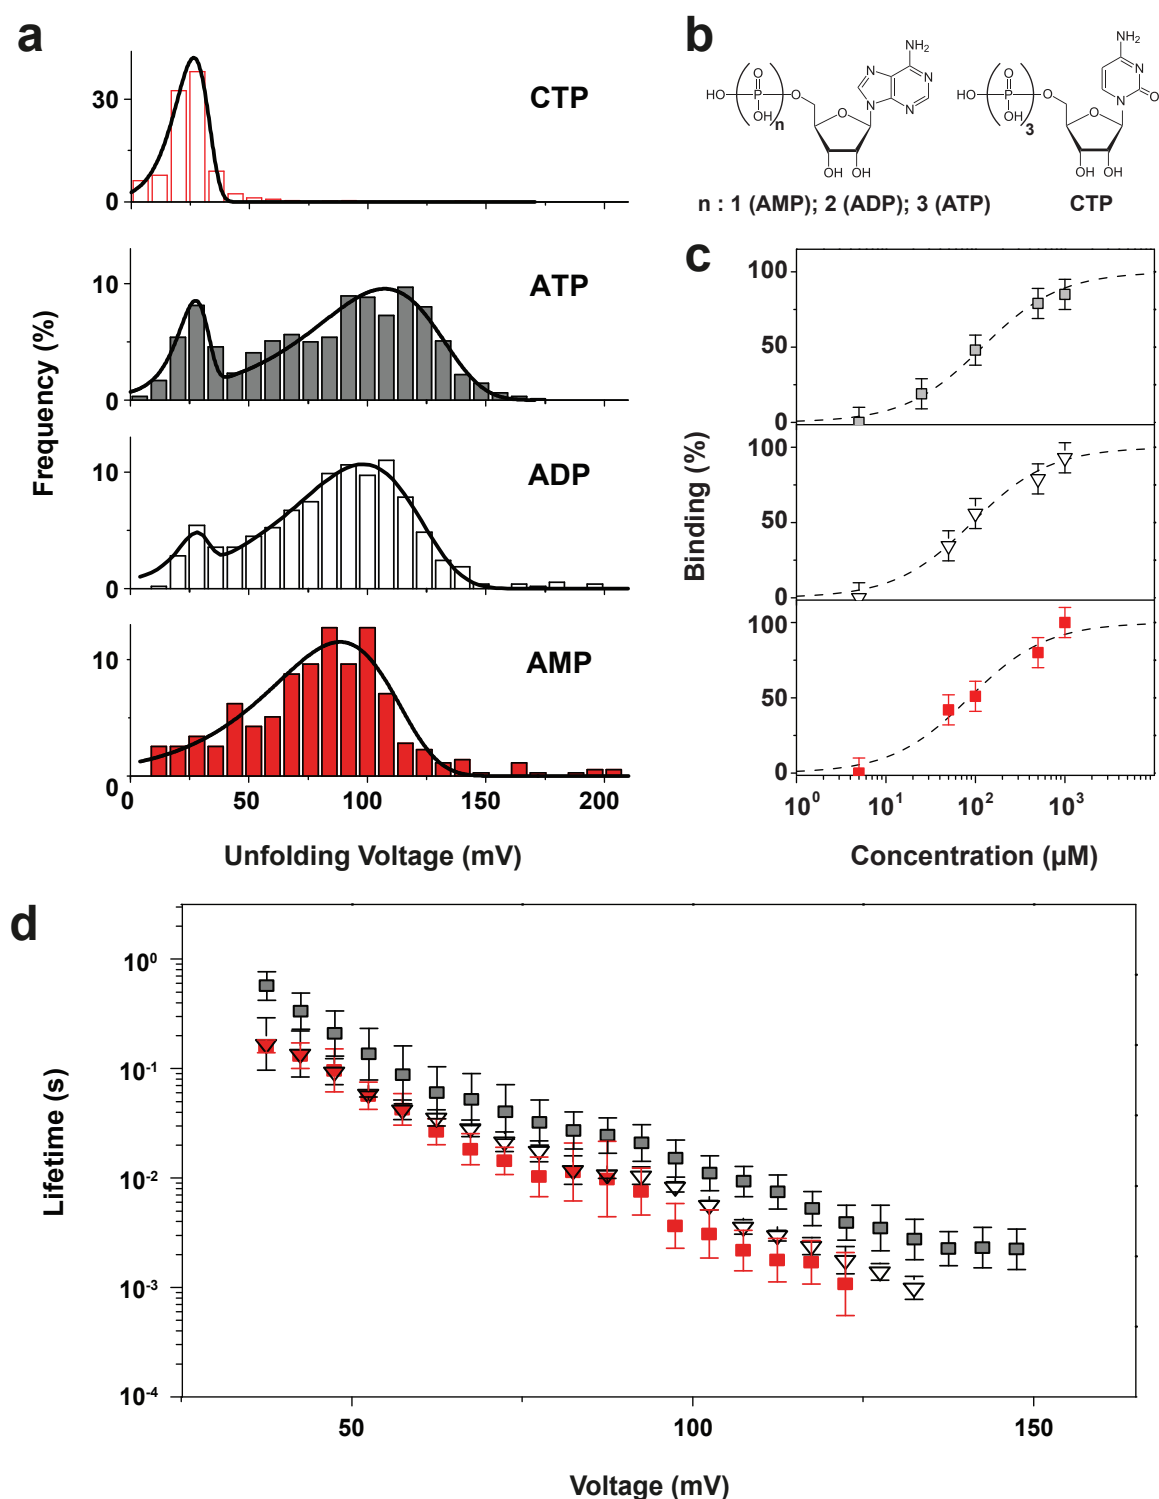 a
CTP
30
0
ATP
10
0
ADP
10
0
AMP
10
0
0 50 100 150 200
Frequency (%)
Unfolding Voltage (mV)
b
HO P O OH n O O OH OH N N N N NH₂
HO P O OH 3 O O OH OH N N O NH₂
n : 1 (AMP); 2 (ADP); 3 (ATP) CTP
c
100
50
0
100
50
0
100
50
0
10⁰ 10¹ 10² 10³
Binding (%)
Concentration (µM)
d
10⁰
10⁻¹
10⁻²
10⁻³
10⁻⁴
50 100 150
Lifetime (s)
Voltage (mV)